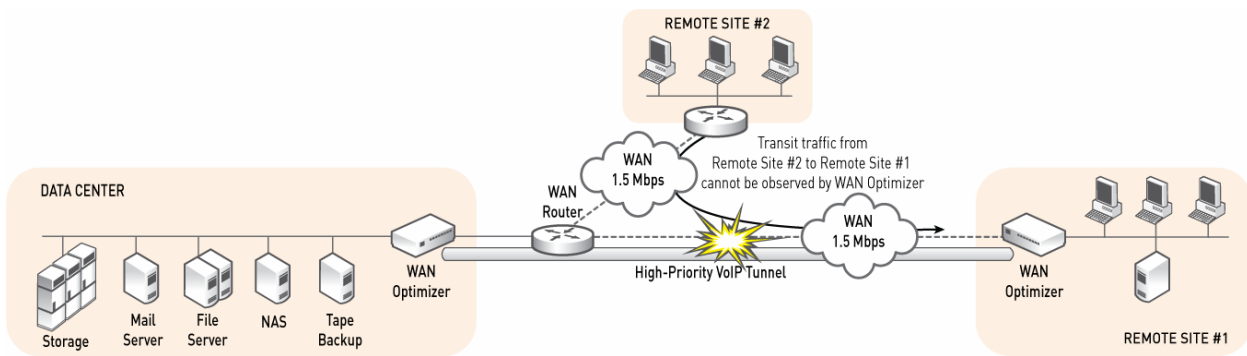 REMOTE SITE #2
Transit traffic from
Remote Site #2 to Remote Site #1
cannot be observed by WAN Optimizer
WAN
1.5 Mbps
DATA CENTER
WAN
Router
WAN
1.5 Mbps
High-Priority VoIP Tunnel
WAN
Optimizer
WAN
Optimizer
Storage
Mail
Server
File
Server
NAS
Tape
Backup
REMOTE SITE #1